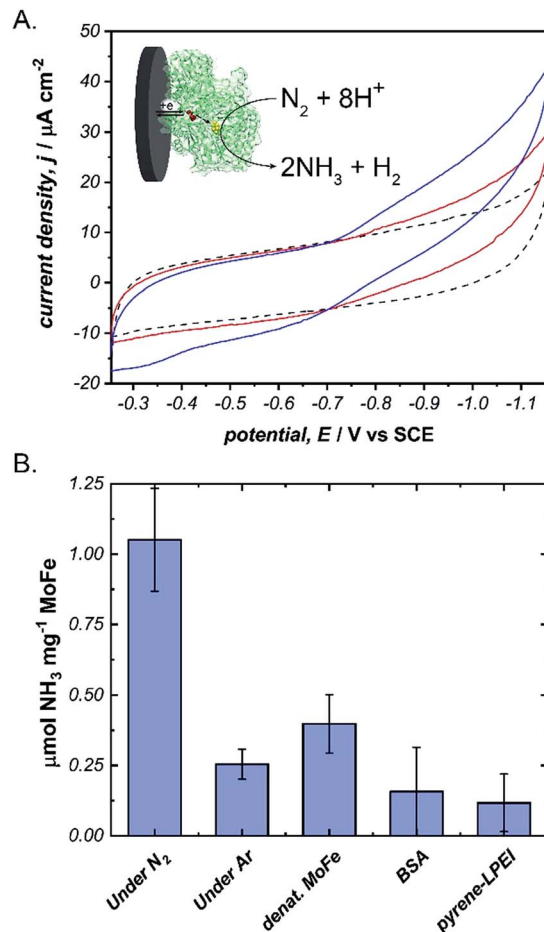 A.
50
40
30
20
10
0
-10
-20
current density, j / μA cm⁻²
+e⁻
N₂ + 8H⁺
2NH₃ + H₂
-0.3 -0.4 -0.5 -0.6 -0.7 -0.8 -0.9 -1.0 -1.1
potential, E / V vs SCE
B.
1.25
1.00
0.75
0.50
0.25
0.00
μmol NH₃ mg⁻¹ MoFe
Under N₂
Under Ar
denat. MoFe
BSA
pyrene-LPEI